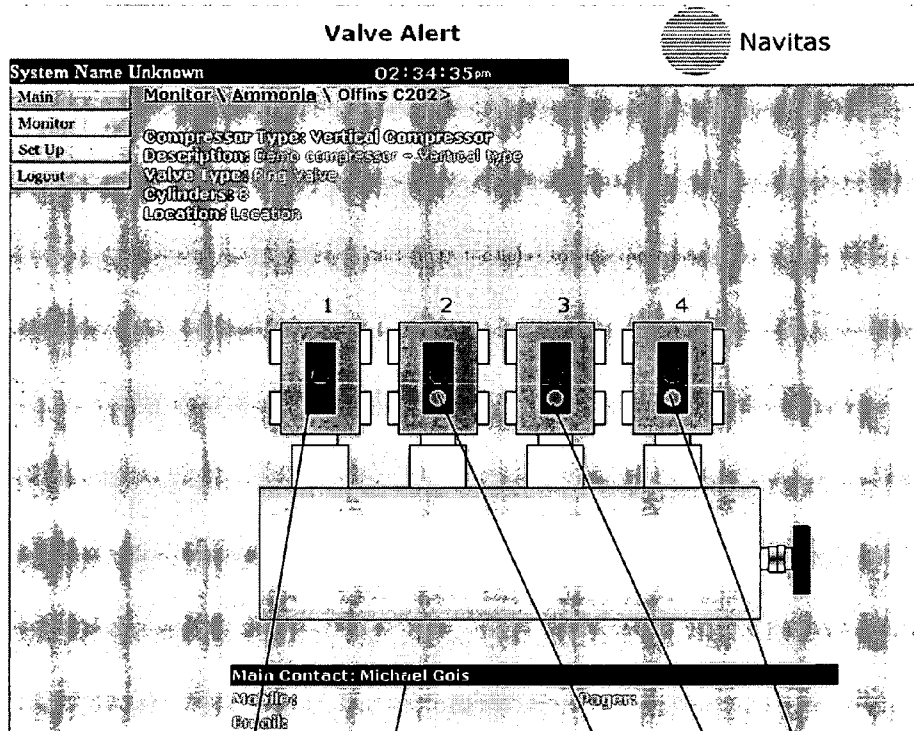 Valve Alert
Navitas
System Name Unknown 02:34:35pm
Main
Monitor \ Ammonia \ Olfins C202>
Monitor
Set Up
Logout
Compressor Type: Vertical Compressor
Description: Demo compressor - Vertical type
Valve Type: Ring Valve
Cylinders: 8
Location: Location
1 2 3 4
Main Contact: Michael Gois
Mobile: Pager:
Email: